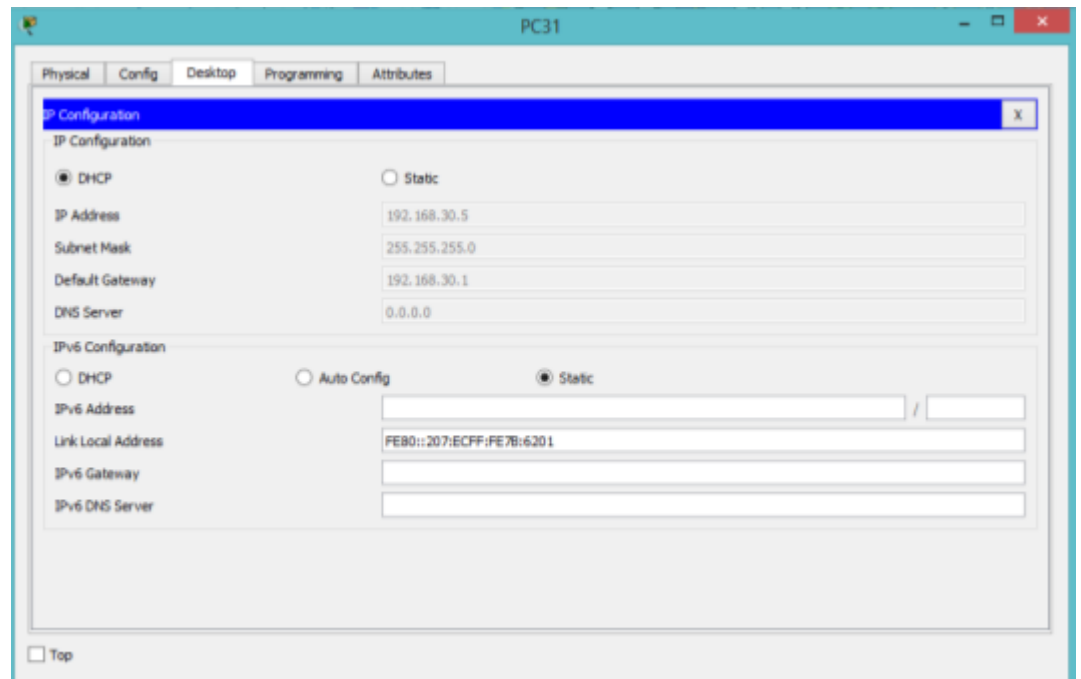 PC31
Physical Config Desktop Programming Attributes
IP Configuration X
IP Configuration
DHCP Static
IP Address 192.168.30.5
Subnet Mask 255.255.255.0
Default Gateway 192.168.30.1
DNS Server 0.0.0.0
IPv6 Configuration
DHCP Auto Config Static
IPv6 Address /
Link Local Address FE80::207:ECFF:FE7B:6201
IPv6 Gateway
IPv6 DNS Server
Top